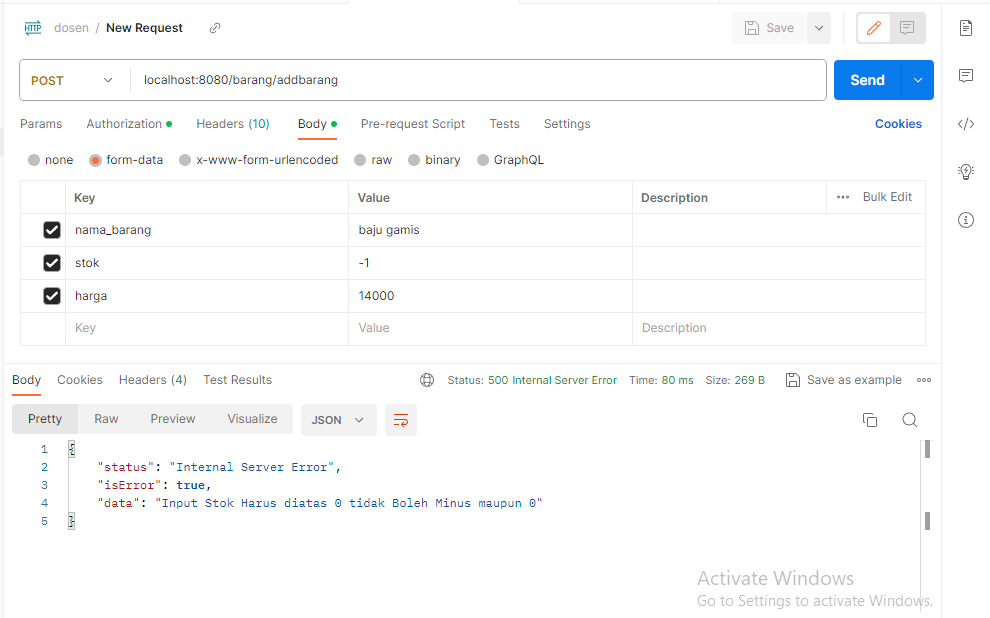 HTTP dosen / New Request Save
POST localhost:8080/barang/addbarang Send
Params Authorization Headers (10) Body Pre-request Script Tests Settings Cookies
none form-data x-www-form-urlencoded raw binary GraphQL
Key Value Description ••• Bulk Edit
nama_barang baju gamis
stok -1
harga 14000
Key Value Description
Body Cookies Headers (4) Test Results Status: 500 Internal Server Error Time: 80 ms Size: 269 B Save as example
Pretty Raw Preview Visualize JSON
1 {
2 "status": "Internal Server Error",
3 "isError": true,
4 "data": "Input Stok Harus diatas 0 tidak Boleh Minus maupun 0"
5 }
Activate Windows
Go to Settings to activate Windows.